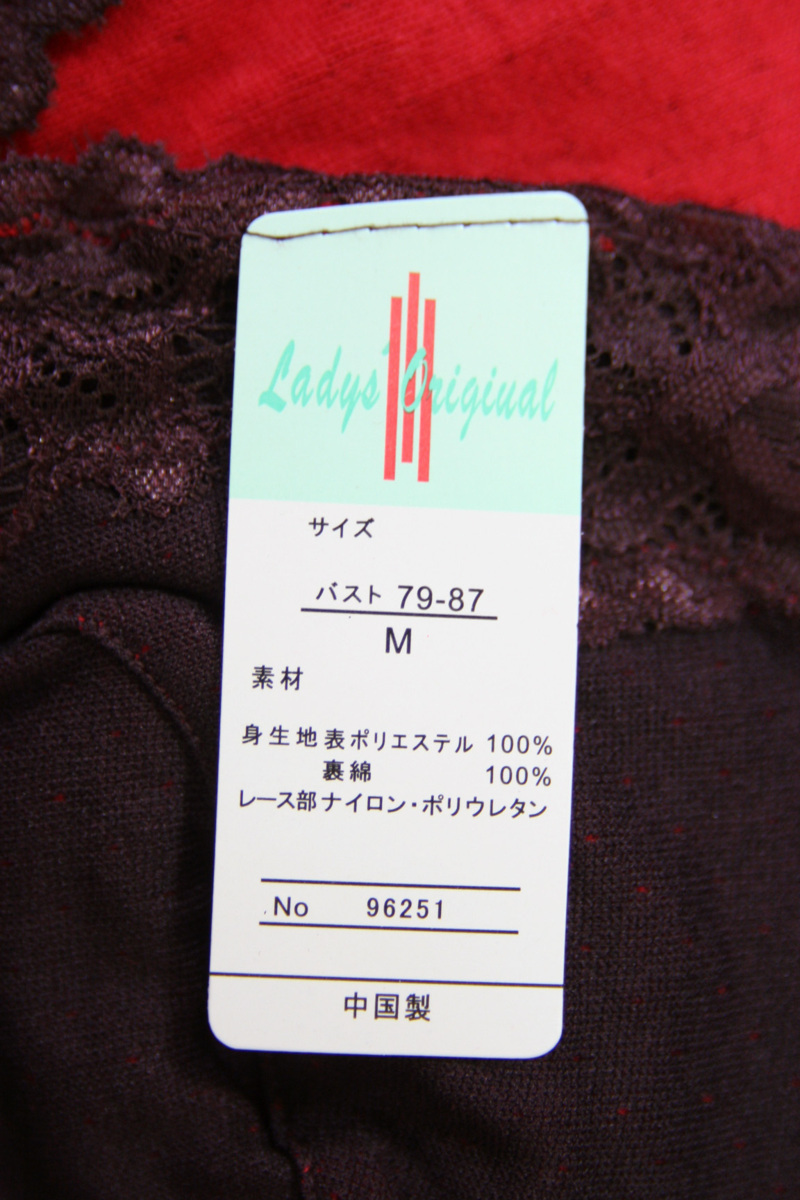 Ladys' Origiual
サイズ
バスト 79-87
M
素材
身生地表ポリエステル 100%
裏綿 100%
レース部ナイロン・ポリウレタン
No 96251
中国製